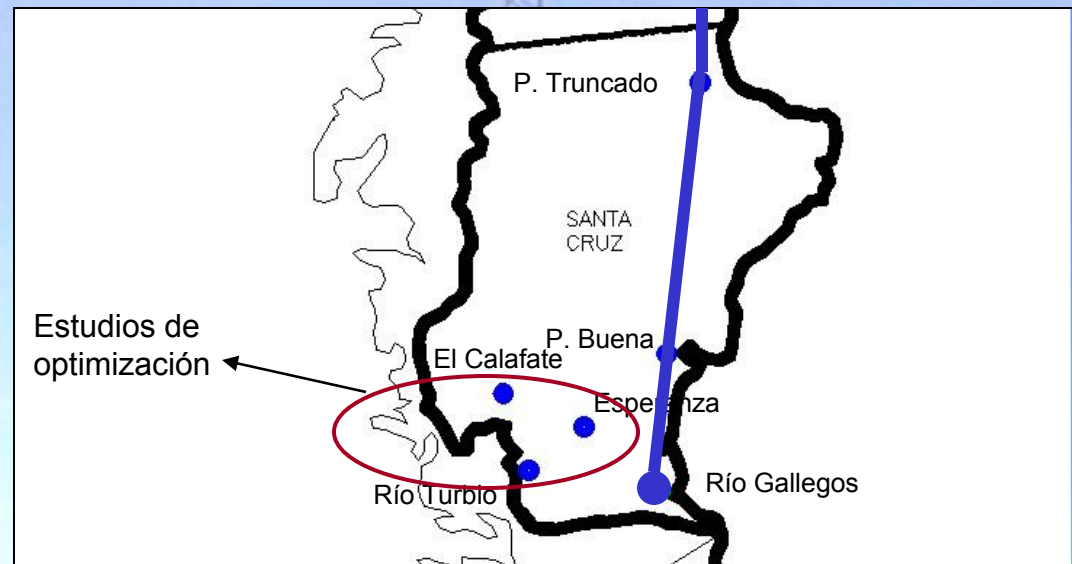 P. Truncado
SANTA
CRUZ
Estudios de
optimización
P. Buena
El Calafate
Esperanza
Río Turbio
Río Gallegos